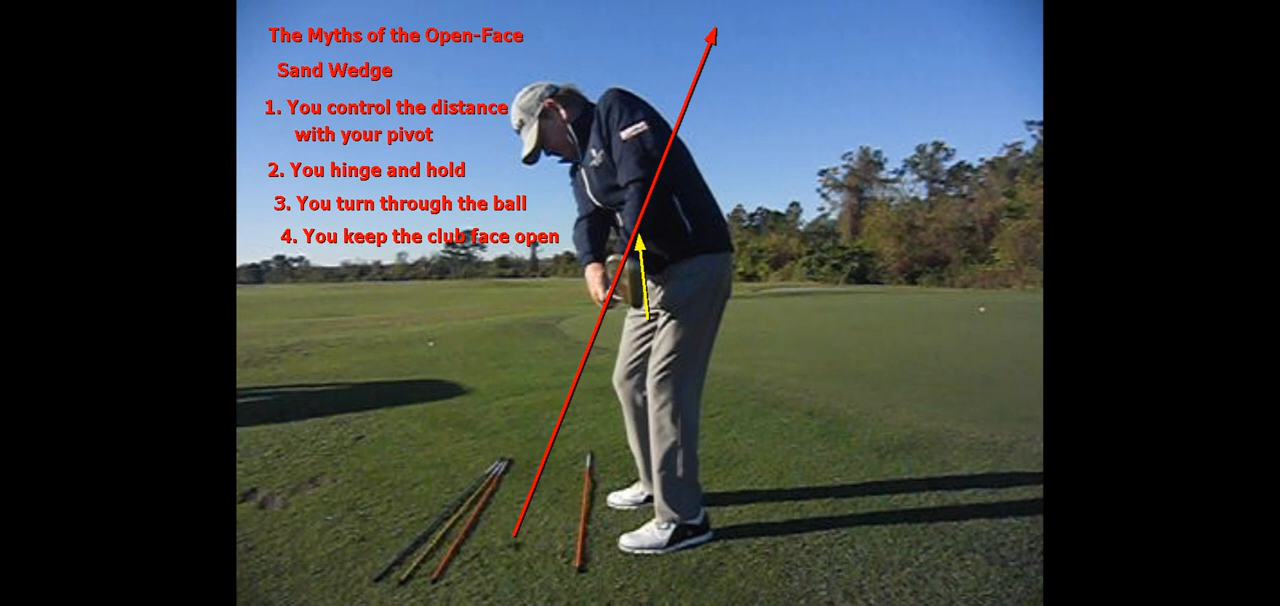 The Myths of the Open-Face
Sand Wedge
1. You control the distance
with your pivot
2. You hinge and hold
3. You turn through the ball
4. You keep the club face open